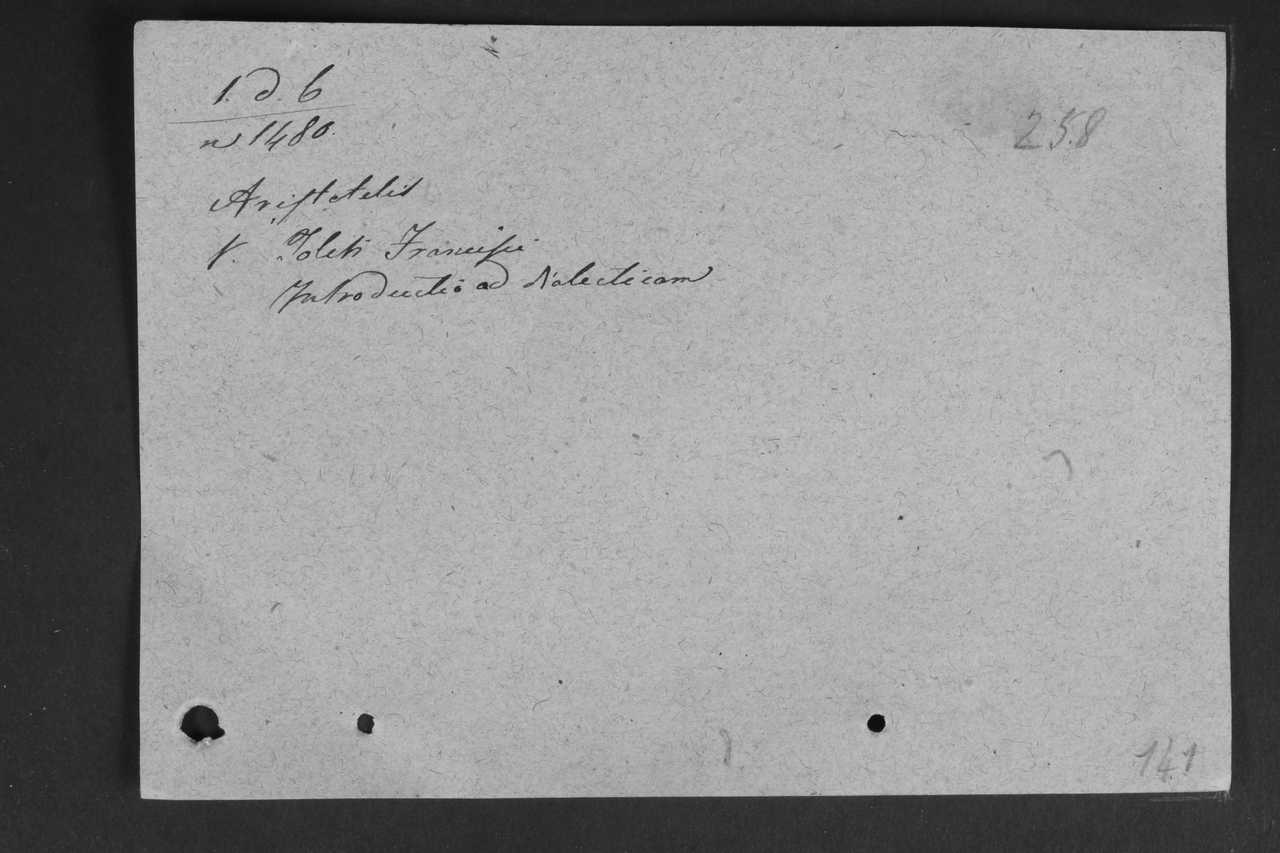 1. d. 6
258
n 1480.
Aristotelis
v. Toleti Francisci
Introductio ad dialecticam
141